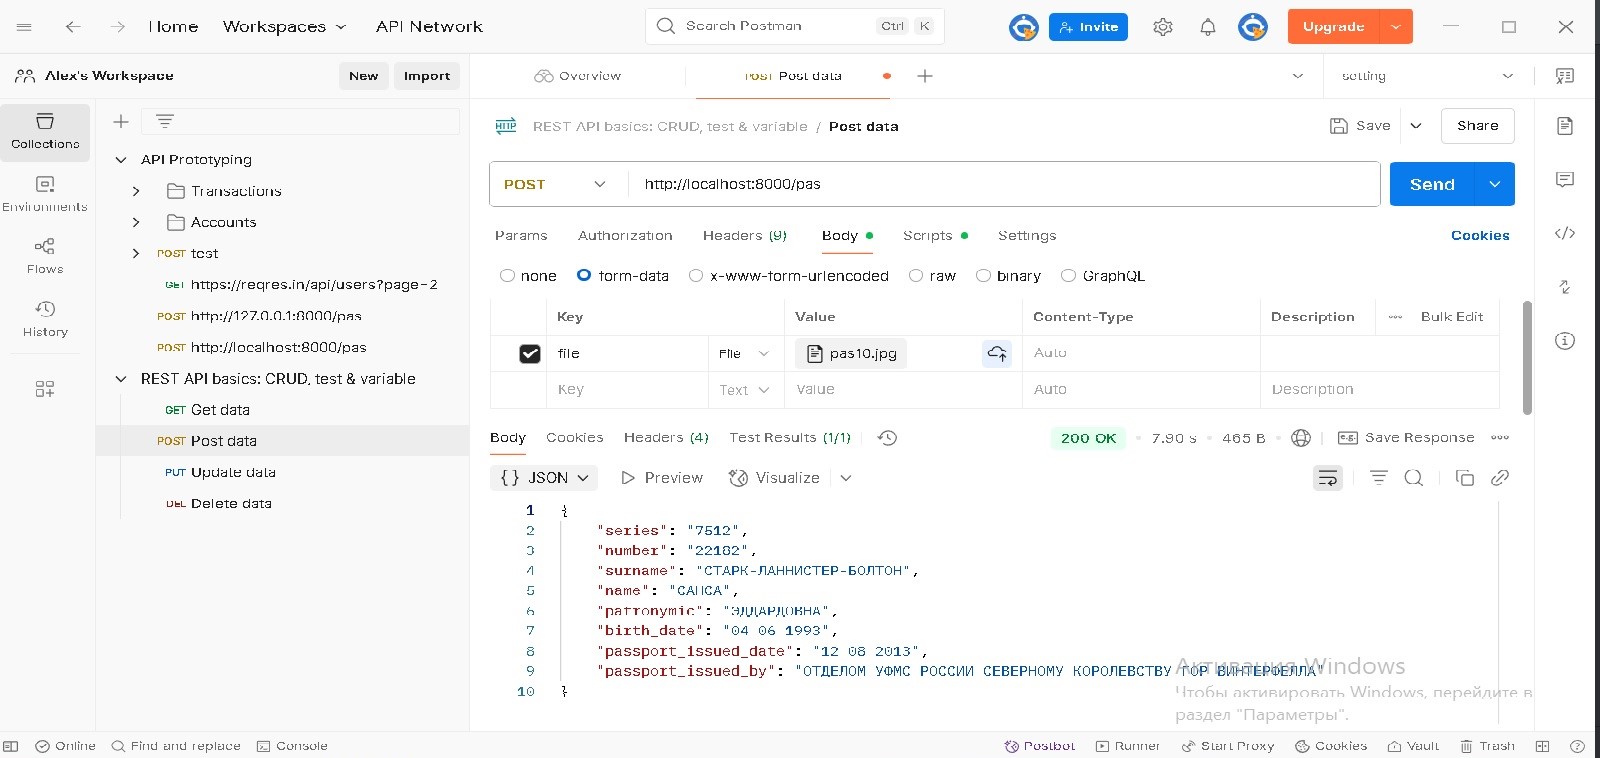 Home Workspaces API Network Search Postman Ctrl K Invite Upgrade
Alex's Workspace New Import Overview POST Post data setting
Collections
Environments
Flows
History
API Prototyping
Transactions
Accounts
POST test
GET https://reqres.in/api/users?page=2
POST http://127.0.0.1:8000/pas
POST http://localhost:8000/pas
REST API basics: CRUD, test & variable
GET Get data
POST Post data
PUT Update data
DEL Delete data
HTTP REST API basics: CRUD, test & variable / Post data Save Share
POST http://localhost:8000/pas Send
Params Authorization Headers (9) Body Scripts Settings Cookies
none form-data x-www-form-urlencoded raw binary GraphQL
Key Value Content-Type Description Bulk Edit
file File pas10.jpg Auto
Key Text Value Auto Description
Body Cookies Headers (4) Test Results (1/1) 200 OK 7.90 s 465 B Save Response
{} JSON Preview Visualize
1 {
2 "series": "7512",
3 "number": "22182",
4 "surname": "СТАРК-ЛАННИСТЕР-БОЛТОН",
5 "name": "САНСА",
6 "patronymic": "ЭДДАРДОВНА",
7 "birth_date": "04 06 1993",
8 "passport_issued_date": "12 08 2013",
9 "passport_issued_by": "ОТДЕЛОМ УФМС РОССИИ СЕВЕРНОМУ КОРОЛЕВСТВУ ГОР ВИНТЕРФЕЛЛА"
10 }
Активация Windows
Чтобы активировать Windows, перейдите в
раздел "Параметры".
Online Find and replace Console Postbot Runner Start Proxy Cookies Vault Trash